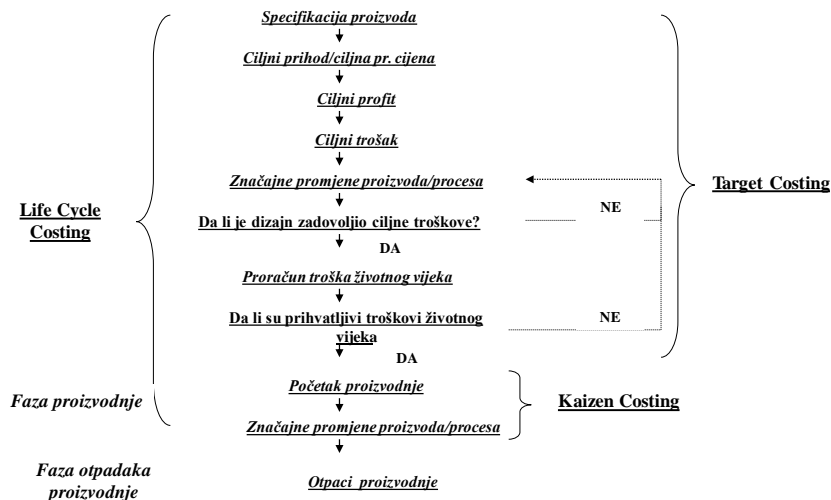 Specifikacija proizvoda
Ciljni prihod/ciljna pr. cijena
Ciljni profit
Ciljni trošak
Značajne promjene proizvoda/procesa
Target Costing
Life Cycle
Costing
NE
Da li je dizajn zadovoljio ciljne troškove?
DA
Proračun troška životnog vijeka
Da li su prihvatljivi troškovi životnog
vijeka
NE
DA
Početak proizvodnje
Faza proizvodnje
Kaizen Costing
Značajne promjene proizvoda/procesa
Faza otpadaka
proizvodnje
Otpaci proizvodnje